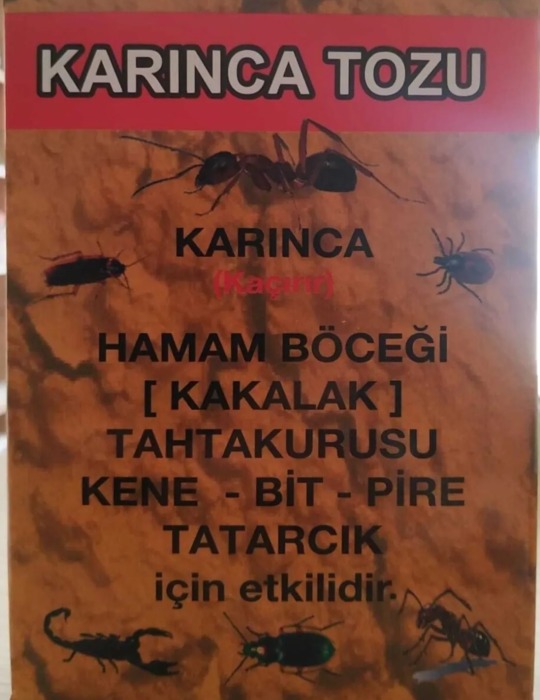 KARINCA TOZU
KARINCA
(Kaçırır)
HAMAM BÖCEĞİ
[ KAKALAK ]
TAHTAKURUSU
KENE - BİT - PİRE
TATARCIK
için etkilidir.